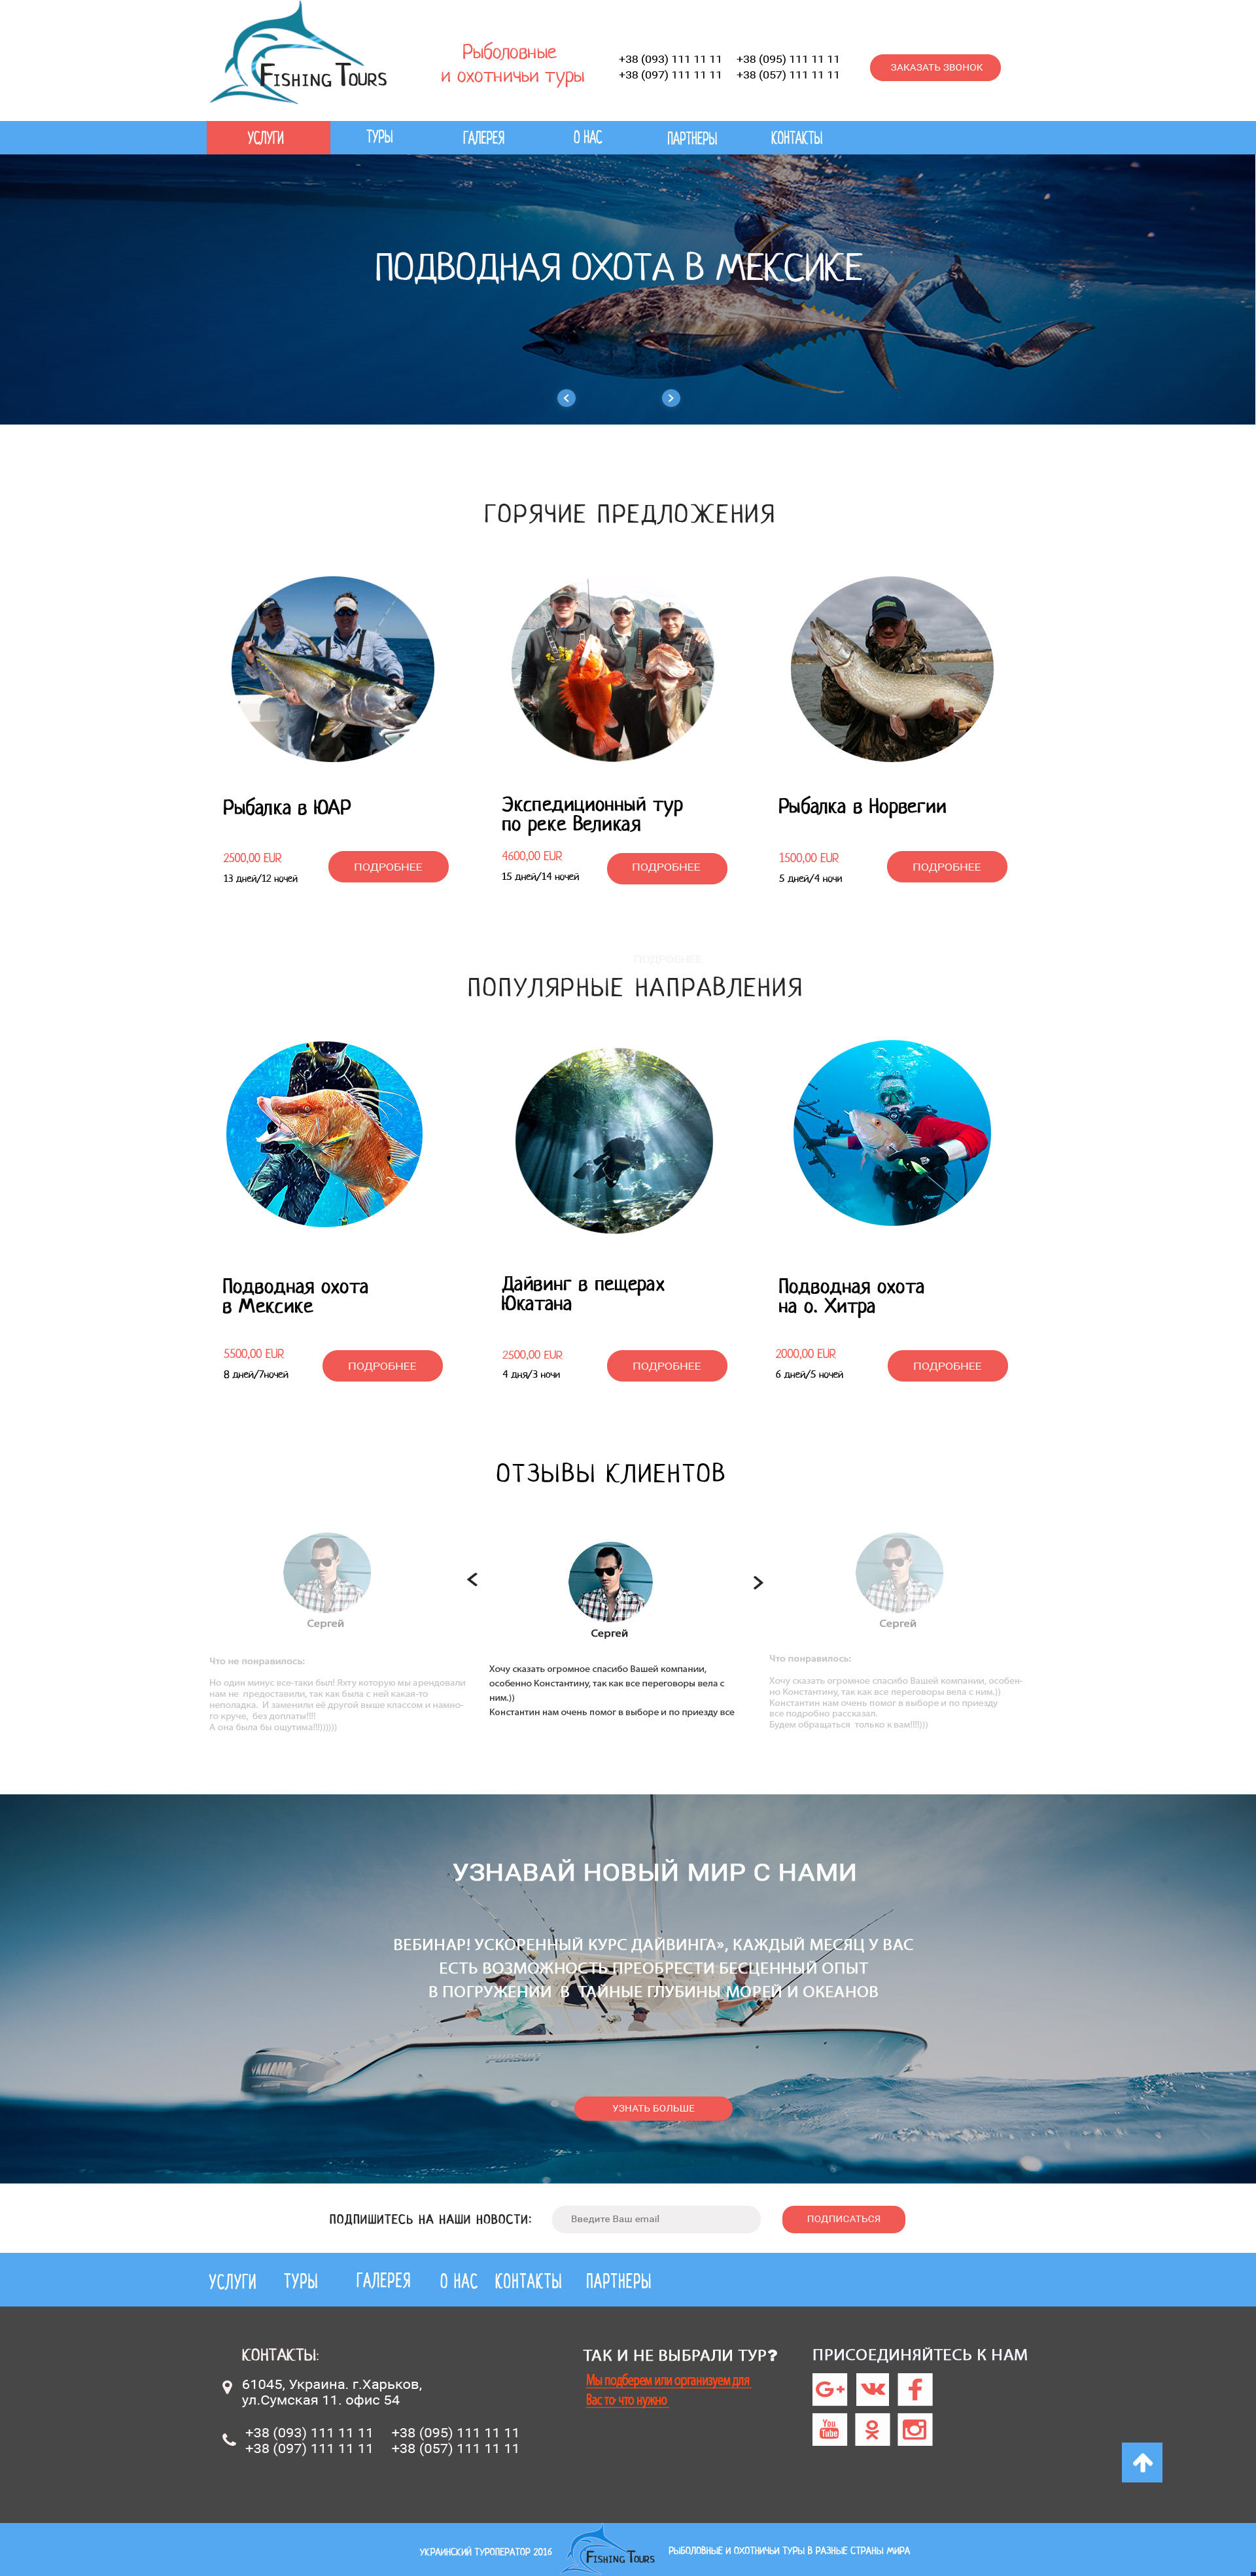 Fishing Tours
Рыболовные
и охотничьи туры
+38 (093) 111 11 11 +38 (095) 111 11 11
+38 (097) 111 11 11 +38 (057) 111 11 11
ЗАКАЗАТЬ ЗВОНОК
УСЛУГИ ТУРЫ ГАЛЕРЕЯ О НАС ПАРТНЕРЫ КОНТАКТЫ
ПОДВОДНАЯ ОХОТА В МЕКСИКЕ
ГОРЯЧИЕ ПРЕДЛОЖЕНИЯ
Рыбалка в ЮАР
2500,00 EUR
13 дней/12 ночей
ПОДРОБНЕЕ
Экспедиционный тур
по реке Великая
4600,00 EUR
15 дней/14 ночей
ПОДРОБНЕЕ
Рыбалка в Норвегии
1500,00 EUR
5 дней/4 ночи
ПОДРОБНЕЕ
ПОДРОБНЕЕ
ПОПУЛЯРНЫЕ НАПРАВЛЕНИЯ
Подводная охота
в Мексике
5500,00 EUR
8 дней/7ночей
ПОДРОБНЕЕ
Дайвинг в пещерах
Юкатана
2500,00 EUR
4 дня/3 ночи
ПОДРОБНЕЕ
Подводная охота
на о. Хитра
2000,00 EUR
6 дней/5 ночей
ПОДРОБНЕЕ
ОТЗЫВЫ КЛИЕНТОВ
Сергей
Что не понравилось:
Но один минус все-таки был! Яхту которую мы арендовали
нам не предоставили, так как была с ней какая-то
неполадка. И заменили её другой выше классом и намно-
го круче, без доплаты!!!!
А она была бы ощутима!!!))))))
Сергей
Хочу сказать огромное спасибо Вашей компании,
особенно Константину, так как все переговоры вела с
ним.))
Константин нам очень помог в выборе и по приезду все
Сергей
Что понравилось:
Хочу сказать огромное спасибо Вашей компании, особен-
но Константину, так как все переговоры вела с ним.))
Константин нам очень помог в выборе и по приезду
все подробно рассказал.
Будем обращаться только к вам!!!!)))
УЗНАВАЙ НОВЫЙ МИР С НАМИ
ВЕБИНАР! УСКОРЕННЫЙ КУРС ДАЙВИНГА», КАЖДЫЙ МЕСЯЦ У ВАС
ЕСТЬ ВОЗМОЖНОСТЬ ПРЕОБРЕСТИ БЕСЦЕННЫЙ ОПЫТ
В ПОГРУЖЕНИИ В ТАЙНЫЕ ГЛУБИНЫ МОРЕЙ И ОКЕАНОВ
YAMAHA
PURSUIT
УЗНАТЬ БОЛЬШЕ
ПОДПИШИТЕСЬ НА НАШИ НОВОСТИ:
Введите Ваш email
ПОДПИСАТЬСЯ
УСЛУГИ ТУРЫ ГАЛЕРЕЯ О НАС КОНТАКТЫ ПАРТНЕРЫ
КОНТАКТЫ:
61045, Украина. г.Харьков,
ул.Сумская 11. офис 54
+38 (093) 111 11 11 +38 (095) 111 11 11
+38 (097) 111 11 11 +38 (057) 111 11 11
ТАК И НЕ ВЫБРАЛИ ТУР?
Мы подберем или организуем для
Вас то что нужно
ПРИСОЕДИНЯЙТЕСЬ К НАМ
G+
You
Tube
УКРАИНСКИЙ ТУРОПЕРАТОР 2016
Fishing Tours
РЫБОЛОВНЫЕ И ОХОТНИЧЬИ ТУРЫ В РАЗНЫЕ СТРАНЫ МИРА